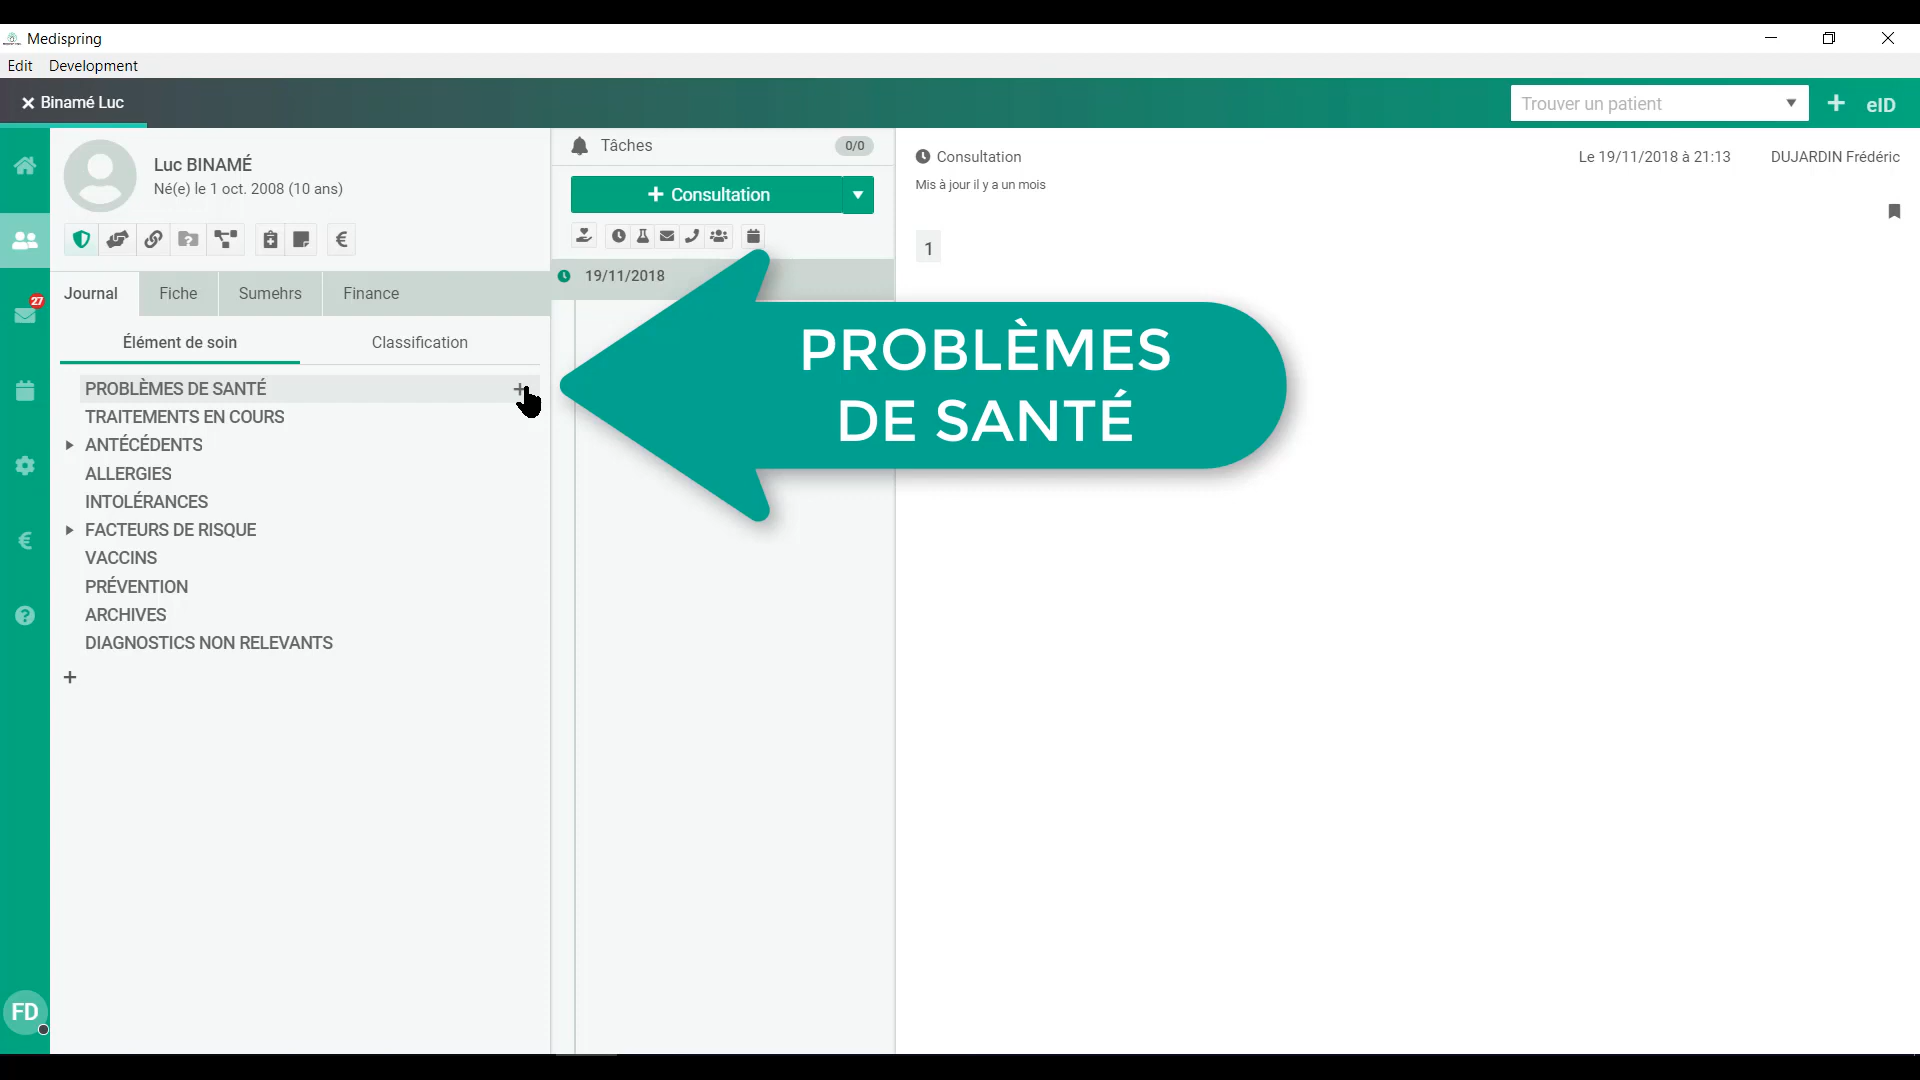 Medispring
Edit Development
Binamé Luc
Trouver un patient
eID
Luc BINAMÉ
Né(e) le 1 oct. 2008 (10 ans)
€
Journal Fiche Sumehrs Finance
Élément de soin Classification
PROBLÈMES DE SANTÉ +
TRAITEMENTS EN COURS
ANTÉCÉDENTS
ALLERGIES
INTOLÉRANCES
FACTEURS DE RISQUE
VACCINS
PRÉVENTION
ARCHIVES
DIAGNOSTICS NON RELEVANTS
+
27
€
?
FD
Tâches 0/0
+ Consultation
19/11/2018
PROBLÈMES
DE SANTÉ
Consultation Le 19/11/2018 à 21:13 DUJARDIN Frédéric
Mis à jour il y a un mois
1